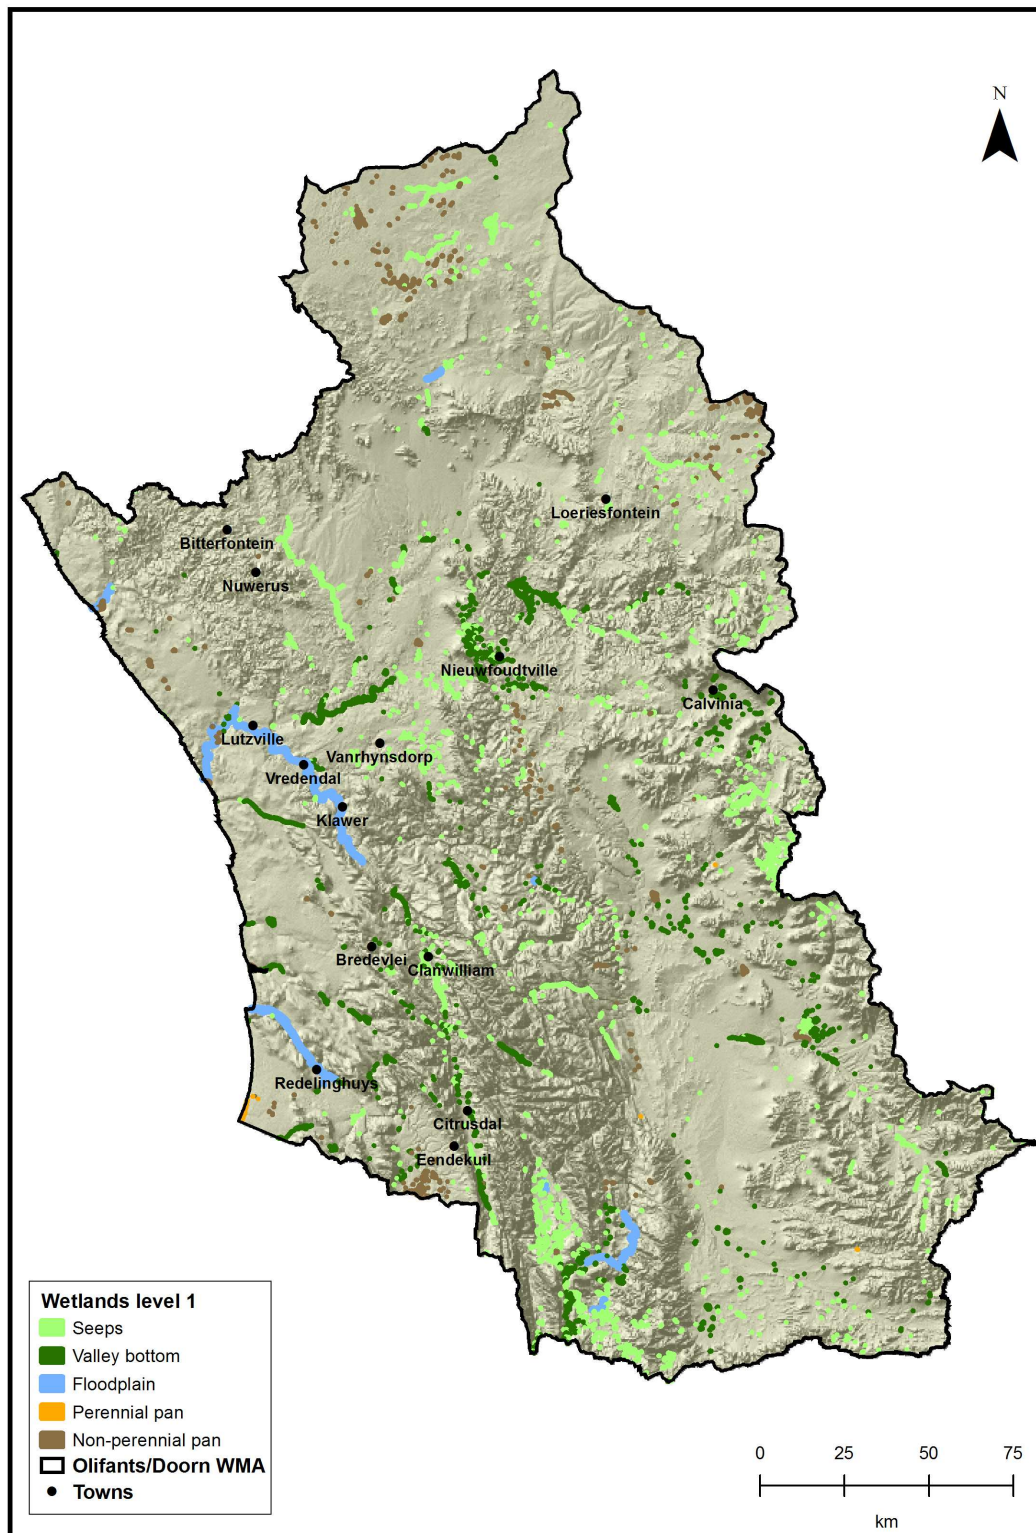 N
Loeriesfontein
Bitterfontein
Nuwerus
Nieuwfoudtville
Calvinia
Lutzville
Vanrhynsdorp
Vredendal
Klawer
Bredevlei
Clanwilliam
Redelinghuys
Citrusdal
Eendekuil
Wetlands level 1
Seeps
Valley bottom
Floodplain
Perennial pan
Non-perennial pan
Olifants/Doorn WMA
Towns
0 25 50 75
km